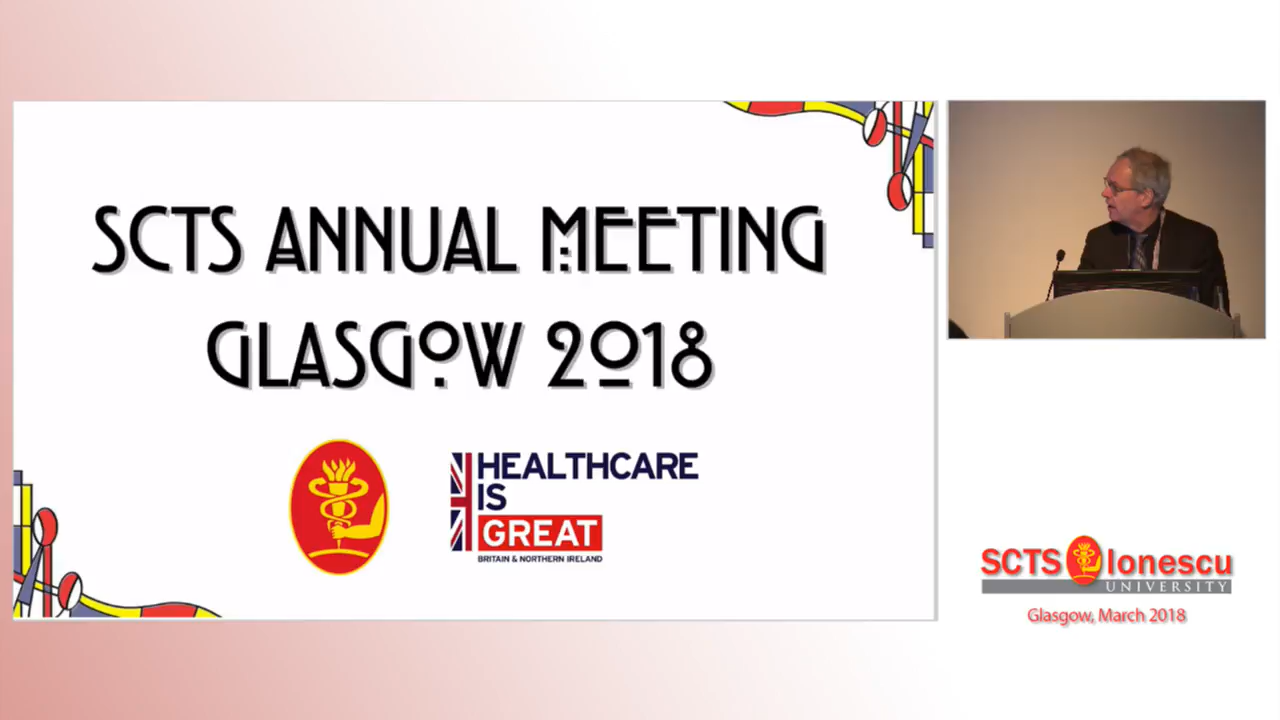 SCTS ANNUAL MEETING
GLASGOW 2018
HEALTHCARE
IS
GREAT
BRITAIN & NORTHERN IRELAND
SCTS Ionescu
UNIVERSITY
Glasgow, March 2018